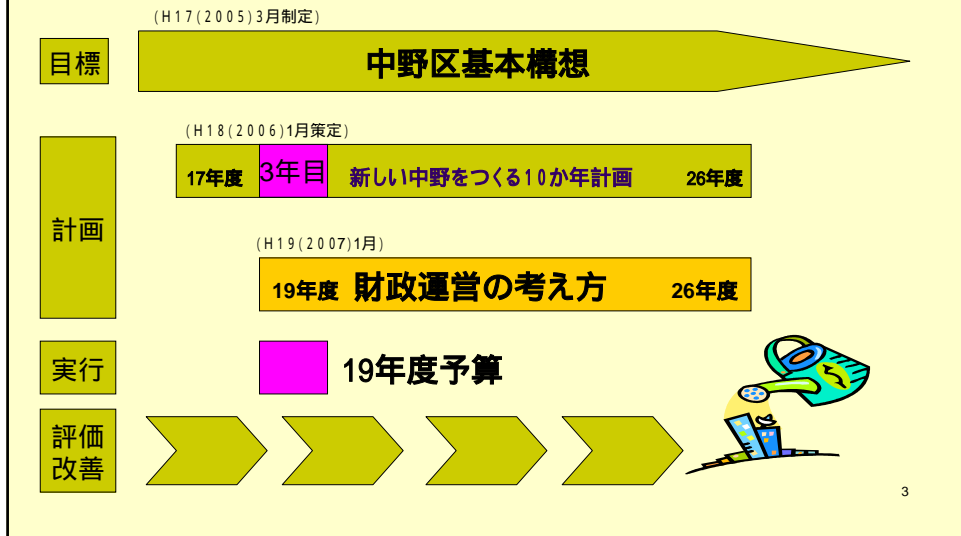 (H17(2005)3月制定)
目標
中野区基本構想
(H18(2006)1月策定)
計画
17年度 3年目 新しい中野をつくる10か年計画 26年度
(H19(2007)1月)
19年度 財政運営の考え方 26年度
実行
19年度予算
評価
改善
3